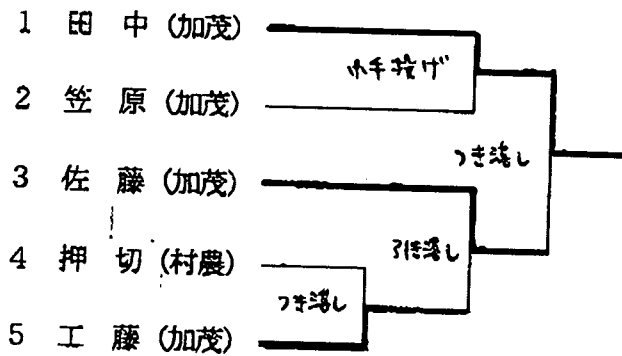 1 田中(加茂)
小手投げ
2 笠原(加茂)
つき落し
3 佐藤(加茂)
引き落し
4 押切(村農)
つき落し
5 工藤(加茂)